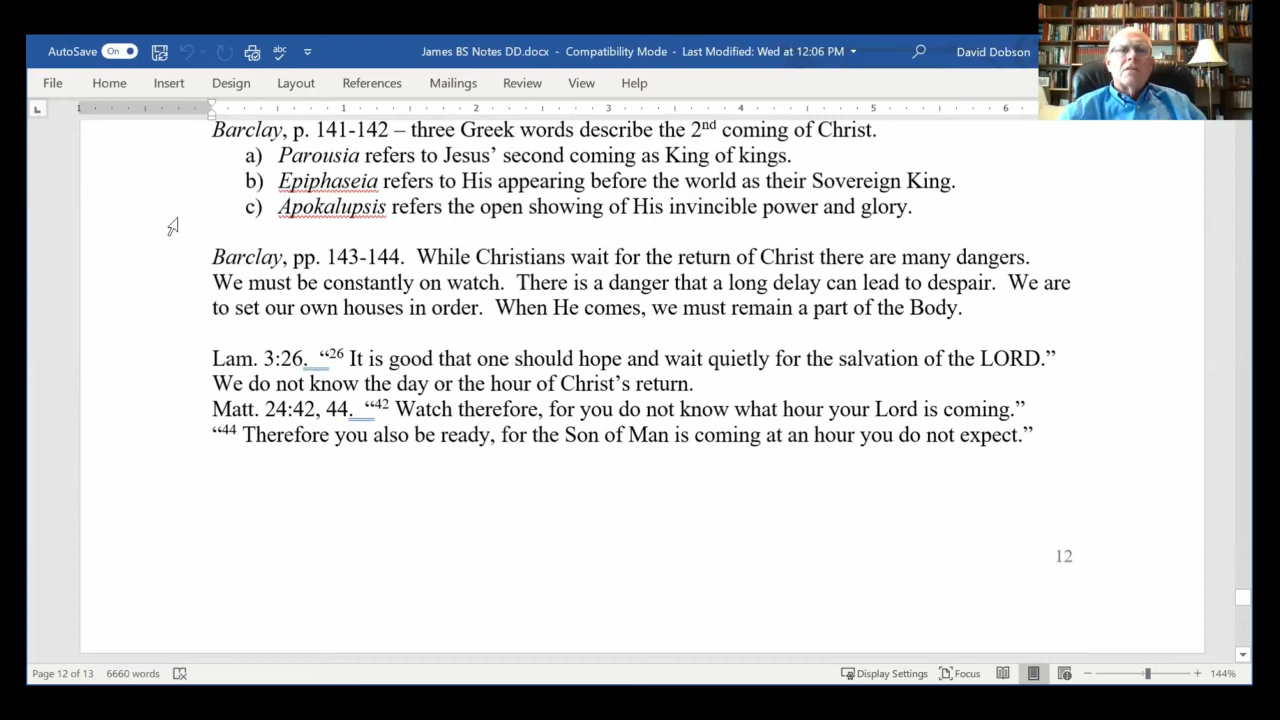 AutoSave On abc James BS Notes DD.docx - Compatibility Mode - Last Modified: Wed at 12:06 PM David Dobson
File Home Insert Design Layout References Mailings Review View Help
1 1 2 3 4 5 6
Barclay, p. 141-142 – three Greek words describe the 2nd coming of Christ.
a) Parousia refers to Jesus’ second coming as King of kings.
b) Epiphaseia refers to His appearing before the world as their Sovereign King.
c) Apokalupsis refers the open showing of His invincible power and glory.
Barclay, pp. 143-144. While Christians wait for the return of Christ there are many dangers.
We must be constantly on watch. There is a danger that a long delay can lead to despair. We are
to set our own houses in order. When He comes, we must remain a part of the Body.
Lam. 3:26. “26 It is good that one should hope and wait quietly for the salvation of the LORD.”
We do not know the day or the hour of Christ’s return.
Matt. 24:42, 44. “42 Watch therefore, for you do not know what hour your Lord is coming.”
“44 Therefore you also be ready, for the Son of Man is coming at an hour you do not expect.”
12
Page 12 of 13 6660 words Display Settings Focus 144%